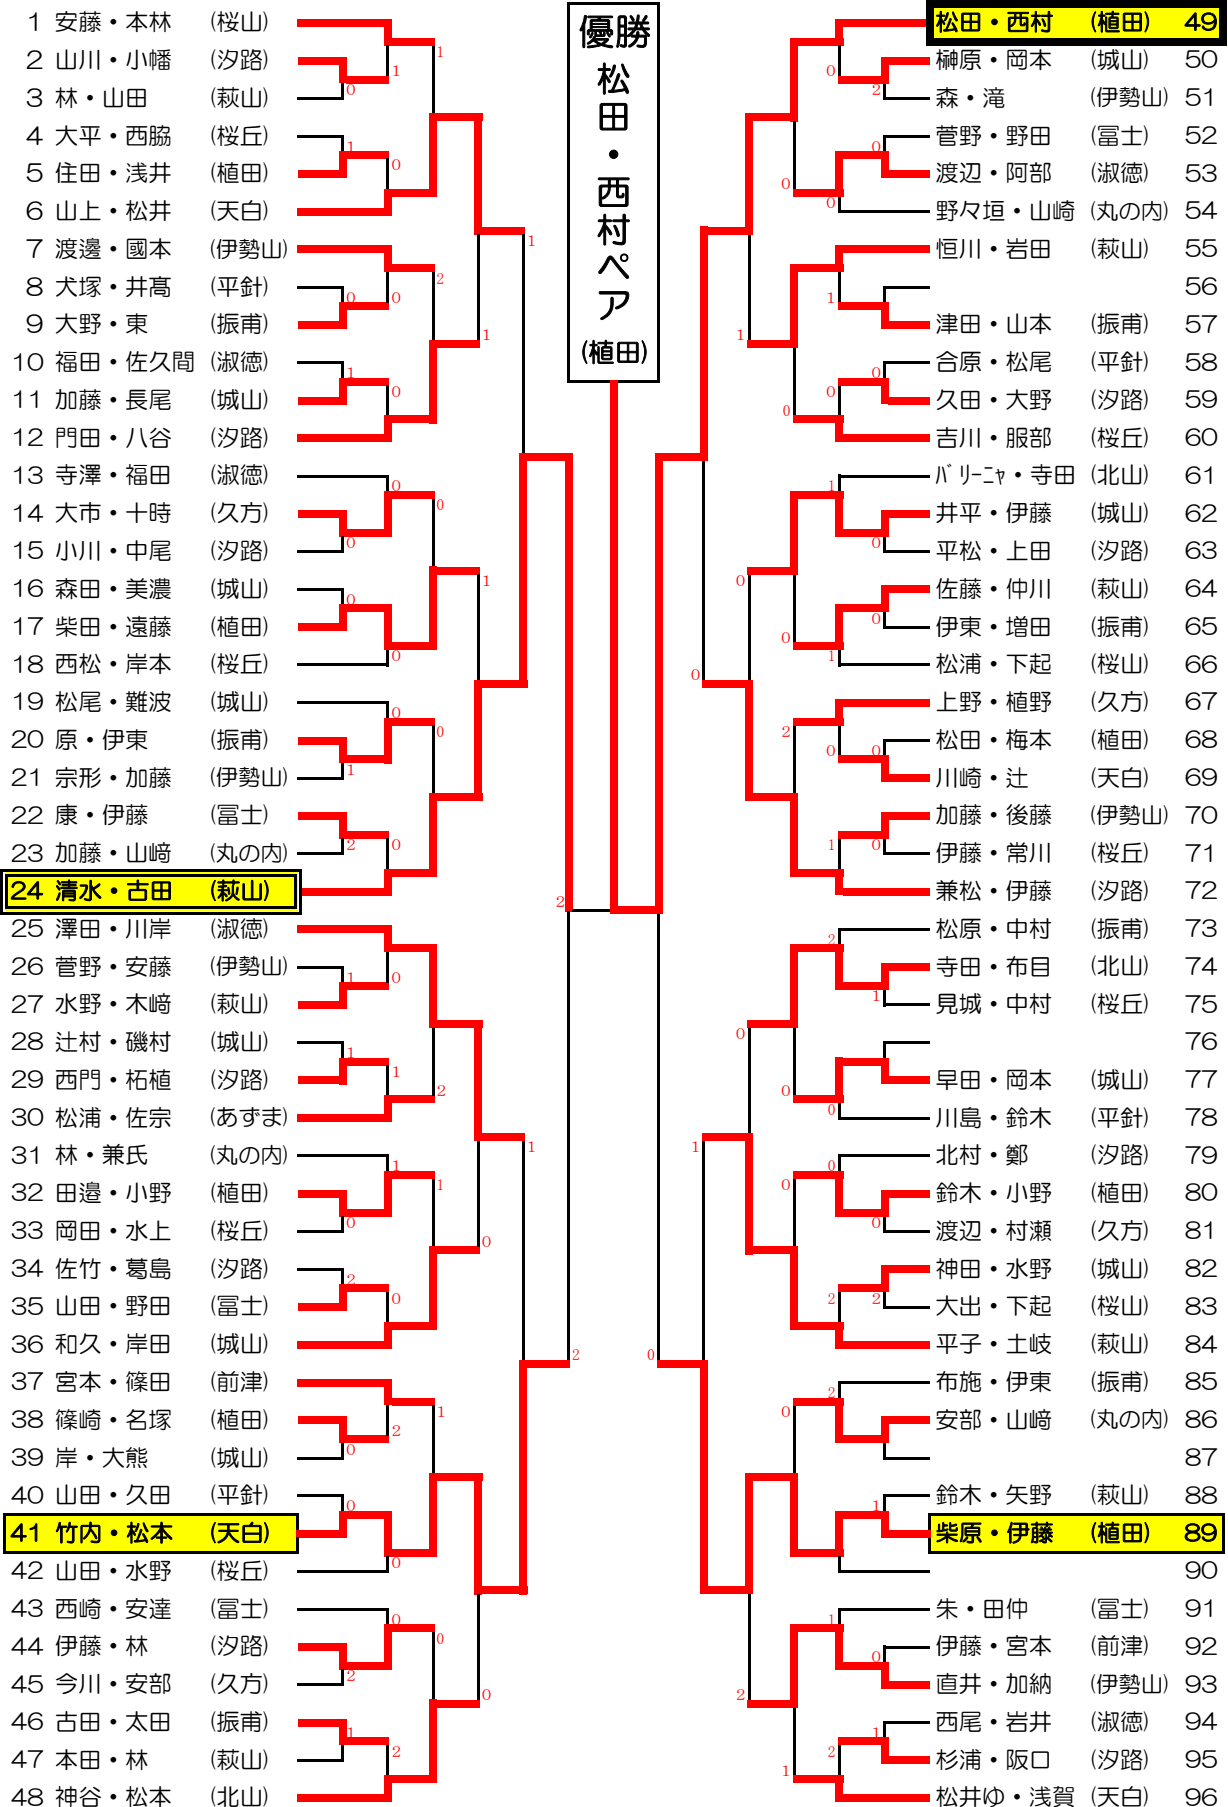 優勝
松田・西村ペア
(植田)
1 安藤・本林 (桜山)
2 山川・小幡 (汐路)
3 林・山田 (萩山)
4 大平・西脇 (桜丘)
5 住田・浅井 (植田)
6 山上・松井 (天白)
7 渡邊・國本 (伊勢山)
8 犬塚・井髙 (平針)
9 大野・東 (振甫)
10 福田・佐久間 (淑徳)
11 加藤・長尾 (城山)
12 門田・八谷 (汐路)
13 寺澤・福田 (淑徳)
14 大市・十時 (久方)
15 小川・中尾 (汐路)
16 森田・美濃 (城山)
17 柴田・遠藤 (植田)
18 西松・岸本 (桜丘)
19 松尾・難波 (城山)
20 原・伊東 (振甫)
21 宗形・加藤 (伊勢山)
22 康・伊藤 (冨士)
23 加藤・山﨑 (丸の内)
24 清水・古田 (萩山)
25 澤田・川岸 (淑徳)
26 菅野・安藤 (伊勢山)
27 水野・木﨑 (萩山)
28 辻村・磯村 (城山)
29 西門・柘植 (汐路)
30 松浦・佐宗 (あずま)
31 林・兼氏 (丸の内)
32 田邉・小野 (植田)
33 岡田・水上 (桜丘)
34 佐竹・葛島 (汐路)
35 山田・野田 (冨士)
36 和久・岸田 (城山)
37 宮本・篠田 (前津)
38 篠崎・名塚 (植田)
39 岸・大熊 (城山)
40 山田・久田 (平針)
41 竹内・松本 (天白)
42 山田・水野 (桜丘)
43 西崎・安達 (冨士)
44 伊藤・林 (汐路)
45 今川・安部 (久方)
46 古田・太田 (振甫)
47 本田・林 (萩山)
48 神谷・松本 (北山)
松田・西村 (植田) 49
榊原・岡本 (城山) 50
森・滝 (伊勢山) 51
菅野・野田 (冨士) 52
渡辺・阿部 (淑徳) 53
野々垣・山崎 (丸の内) 54
恒川・岩田 (萩山) 55
56
津田・山本 (振甫) 57
合原・松尾 (平針) 58
久田・大野 (汐路) 59
吉川・服部 (桜丘) 60
ﾊﾞﾘｰﾆｬ・寺田 (北山) 61
井平・伊藤 (城山) 62
平松・上田 (汐路) 63
佐藤・仲川 (萩山) 64
伊東・増田 (振甫) 65
松浦・下起 (桜山) 66
上野・植野 (久方) 67
松田・梅本 (植田) 68
川崎・辻 (天白) 69
加藤・後藤 (伊勢山) 70
伊藤・常川 (桜丘) 71
兼松・伊藤 (汐路) 72
松原・中村 (振甫) 73
寺田・布目 (北山) 74
見城・中村 (桜丘) 75
76
早田・岡本 (城山) 77
川島・鈴木 (平針) 78
北村・鄭 (汐路) 79
鈴木・小野 (植田) 80
渡辺・村瀬 (久方) 81
神田・水野 (城山) 82
大出・下起 (桜山) 83
平子・土岐 (萩山) 84
布施・伊東 (振甫) 85
安部・山﨑 (丸の内) 86
87
鈴木・矢野 (萩山) 88
柴原・伊藤 (植田) 89
90
朱・田仲 (冨士) 91
伊藤・宮本 (前津) 92
直井・加納 (伊勢山) 93
西尾・岩井 (淑徳) 94
杉浦・阪口 (汐路) 95
松井ゆ・浅賀 (天白) 96